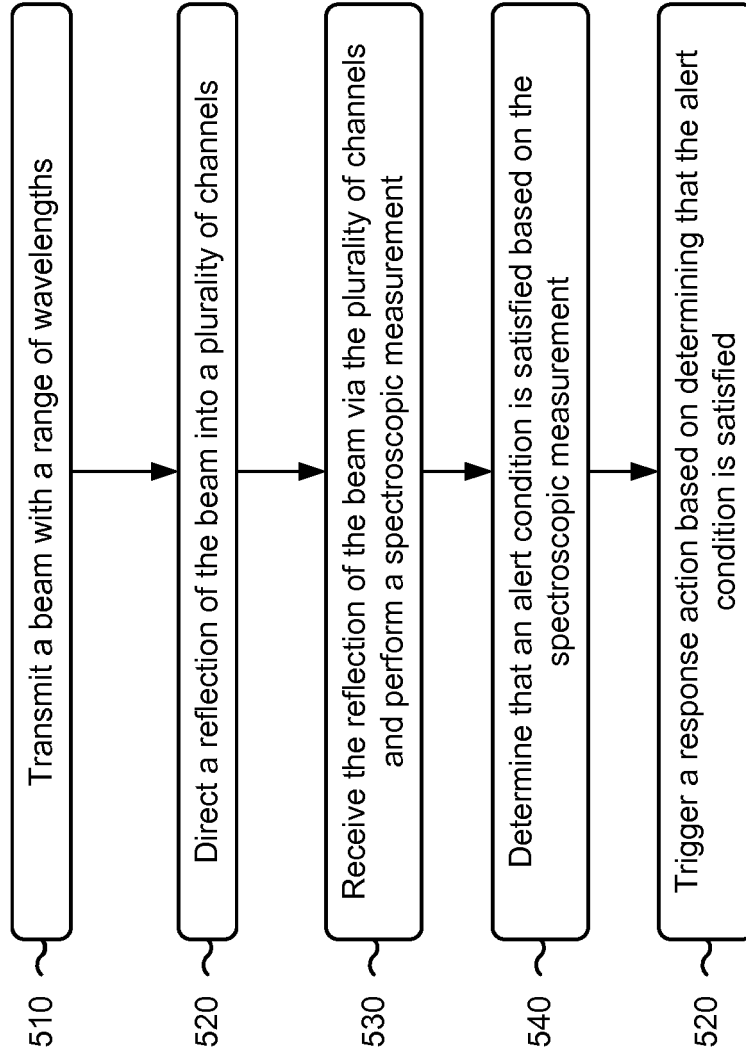 510
Transmit a beam with a range of wavelengths
520
Direct a reflection of the beam into a plurality of channels
530
Receive the reflection of the beam via the plurality of channels
and perform a spectroscopic measurement
540
Determine that an alert condition is satisfied based on the
spectroscopic measurement
520
Trigger a response action based on determining that the alert
condition is satisfied